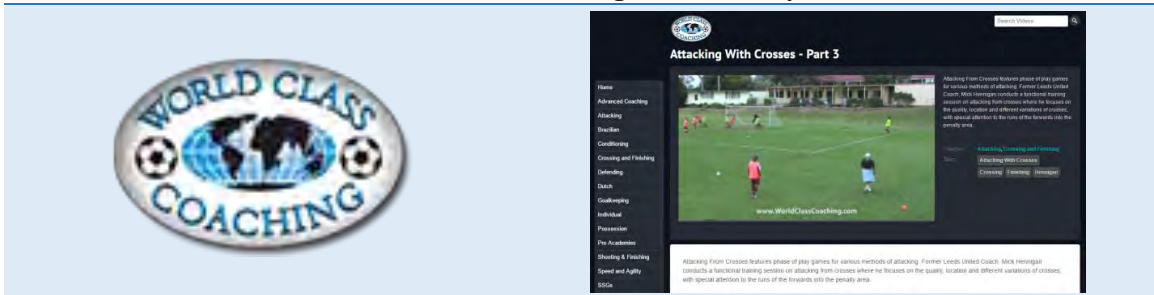 WORLD CLASS
COACHING
WORLD CLASS
COACHING
Search Videos
Attacking With Crosses - Part 3
Home
Advanced Coaching
Attacking
Brazilian
Conditioning
Crossing and Finishing
Defending
Dutch
Goalkeeping
Individual
Possession
Pre Academies
Shooting & Finishing
Speed and Agility
SSGs
www.WorldClassCoaching.com
Attacking From Crosses features phase of play games
for various methods of attacking. Former Leeds United
Coach, Mick Hennigan conducts a functional training
session on attacking from crosses where he focuses on
the quality, location and different variations of crosses,
with special attention to the runs of the forwards into the
penalty area.
Attacking, Crossing and Finishing
Attacking With Crosses
Crossing Finishing Hennigan
Attacking From Crosses features phase of play games for various methods of attacking. Former Leeds United Coach, Mick Hennigan
conducts a functional training session on attacking from crosses where he focuses on the quality, location and different variations of crosses,
with special attention to the runs of the forwards into the penalty area.